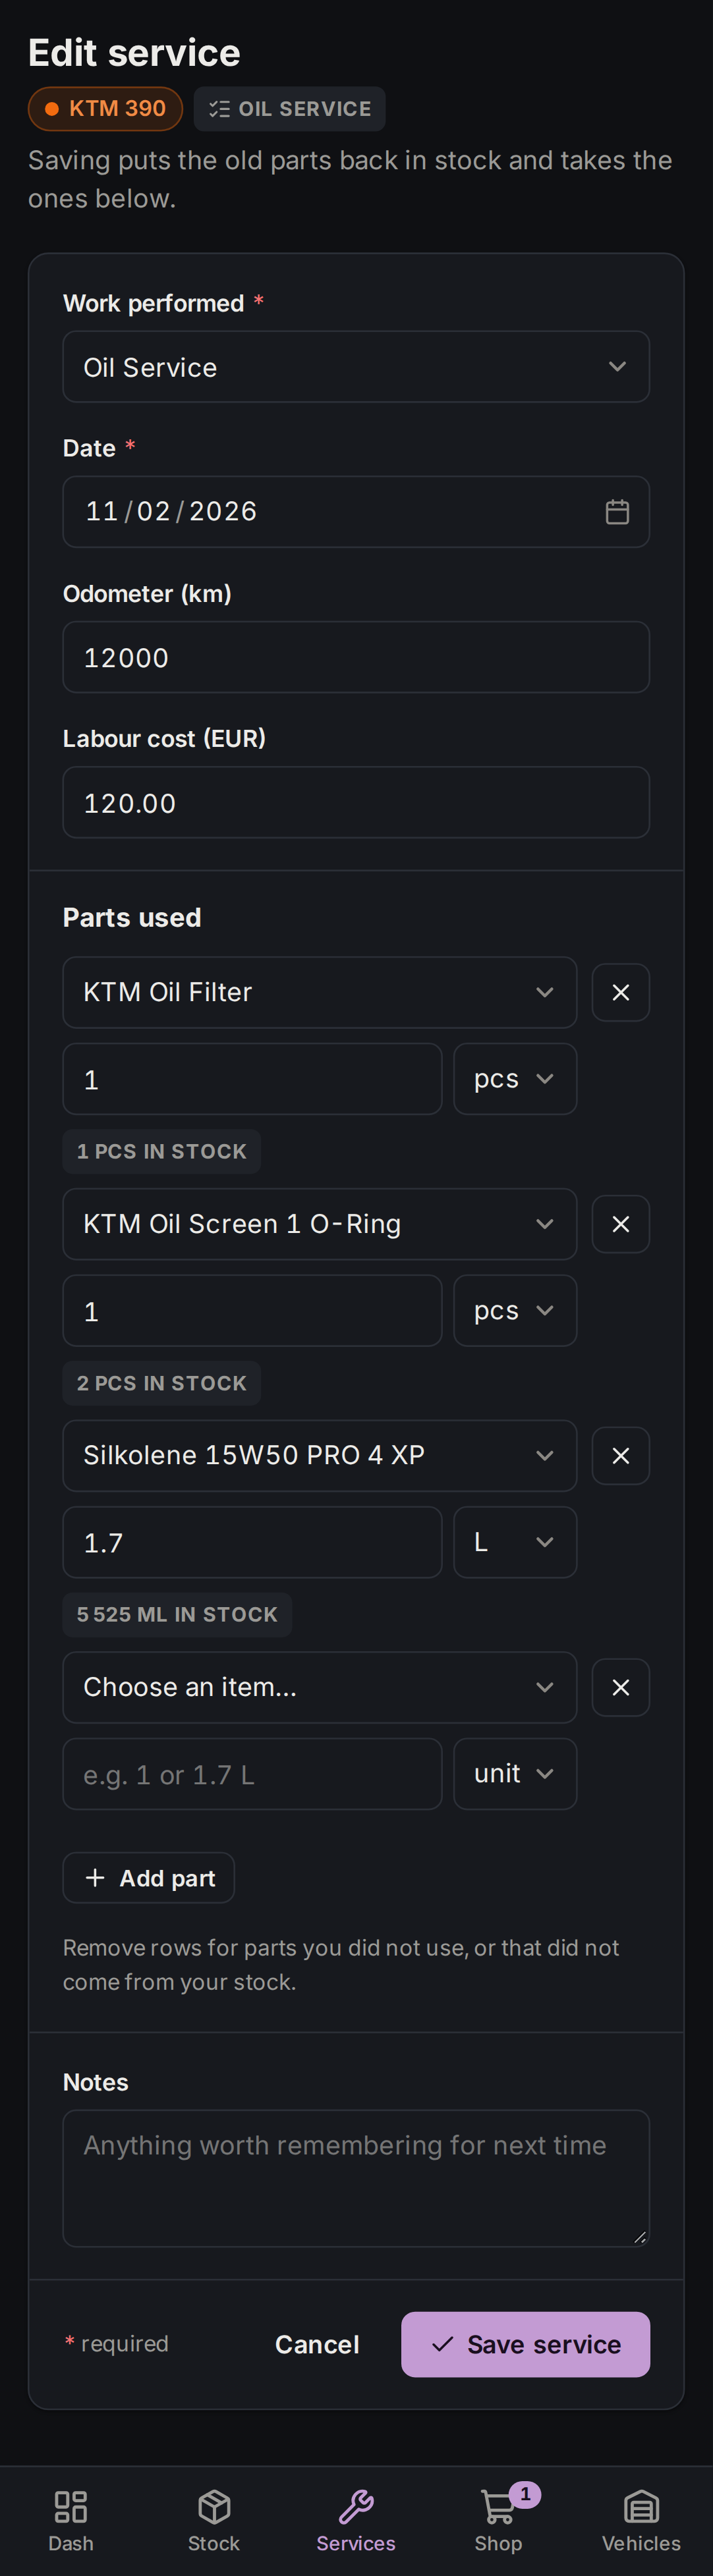 Edit service
KTM 390
OIL SERVICE
Saving puts the old parts back in stock and takes the
ones below.
Work performed *
Oil Service
Date *
11/02/2026
Odometer (km)
12000
Labour cost (EUR)
120.00
Parts used
KTM Oil Filter
1
pcs
1 PCS IN STOCK
KTM Oil Screen 1 O-Ring
1
pcs
2 PCS IN STOCK
Silkolene 15W50 PRO 4 XP
1.7
L
5 525 ML IN STOCK
Choose an item...
e.g. 1 or 1.7 L
unit
Add part
Remove rows for parts you did not use, or that did not
come from your stock.
Notes
Anything worth remembering for next time
* required
Cancel
Save service
1
Dash
Stock
Services
Shop
Vehicles